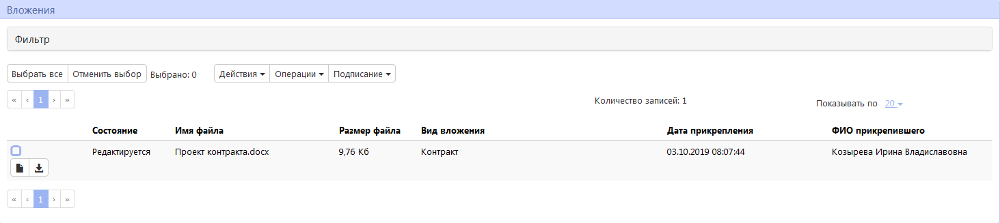 Вложения
Фильтр
Выбрать все Отменить выбор Выбрано: 0 Действия Операции Подписание
« ‹ 1 › » Количество записей: 1 Показывать по 20
Состояние Имя файла Размер файла Вид вложения Дата прикрепления ФИО прикрепившего
Редактируется Проект контракта.docx 9,76 Кб Контракт 03.10.2019 08:07:44 Козырева Ирина Владиславовна
« ‹ 1 › »